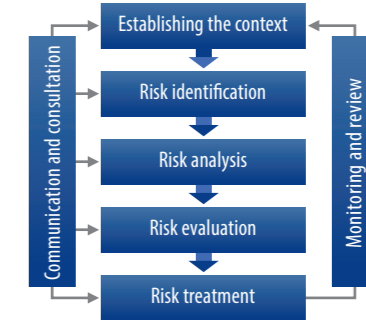 Establishing the context
Risk identification
Risk analysis
Risk evaluation
Risk treatment
Communication and consultation
Monitoring and review